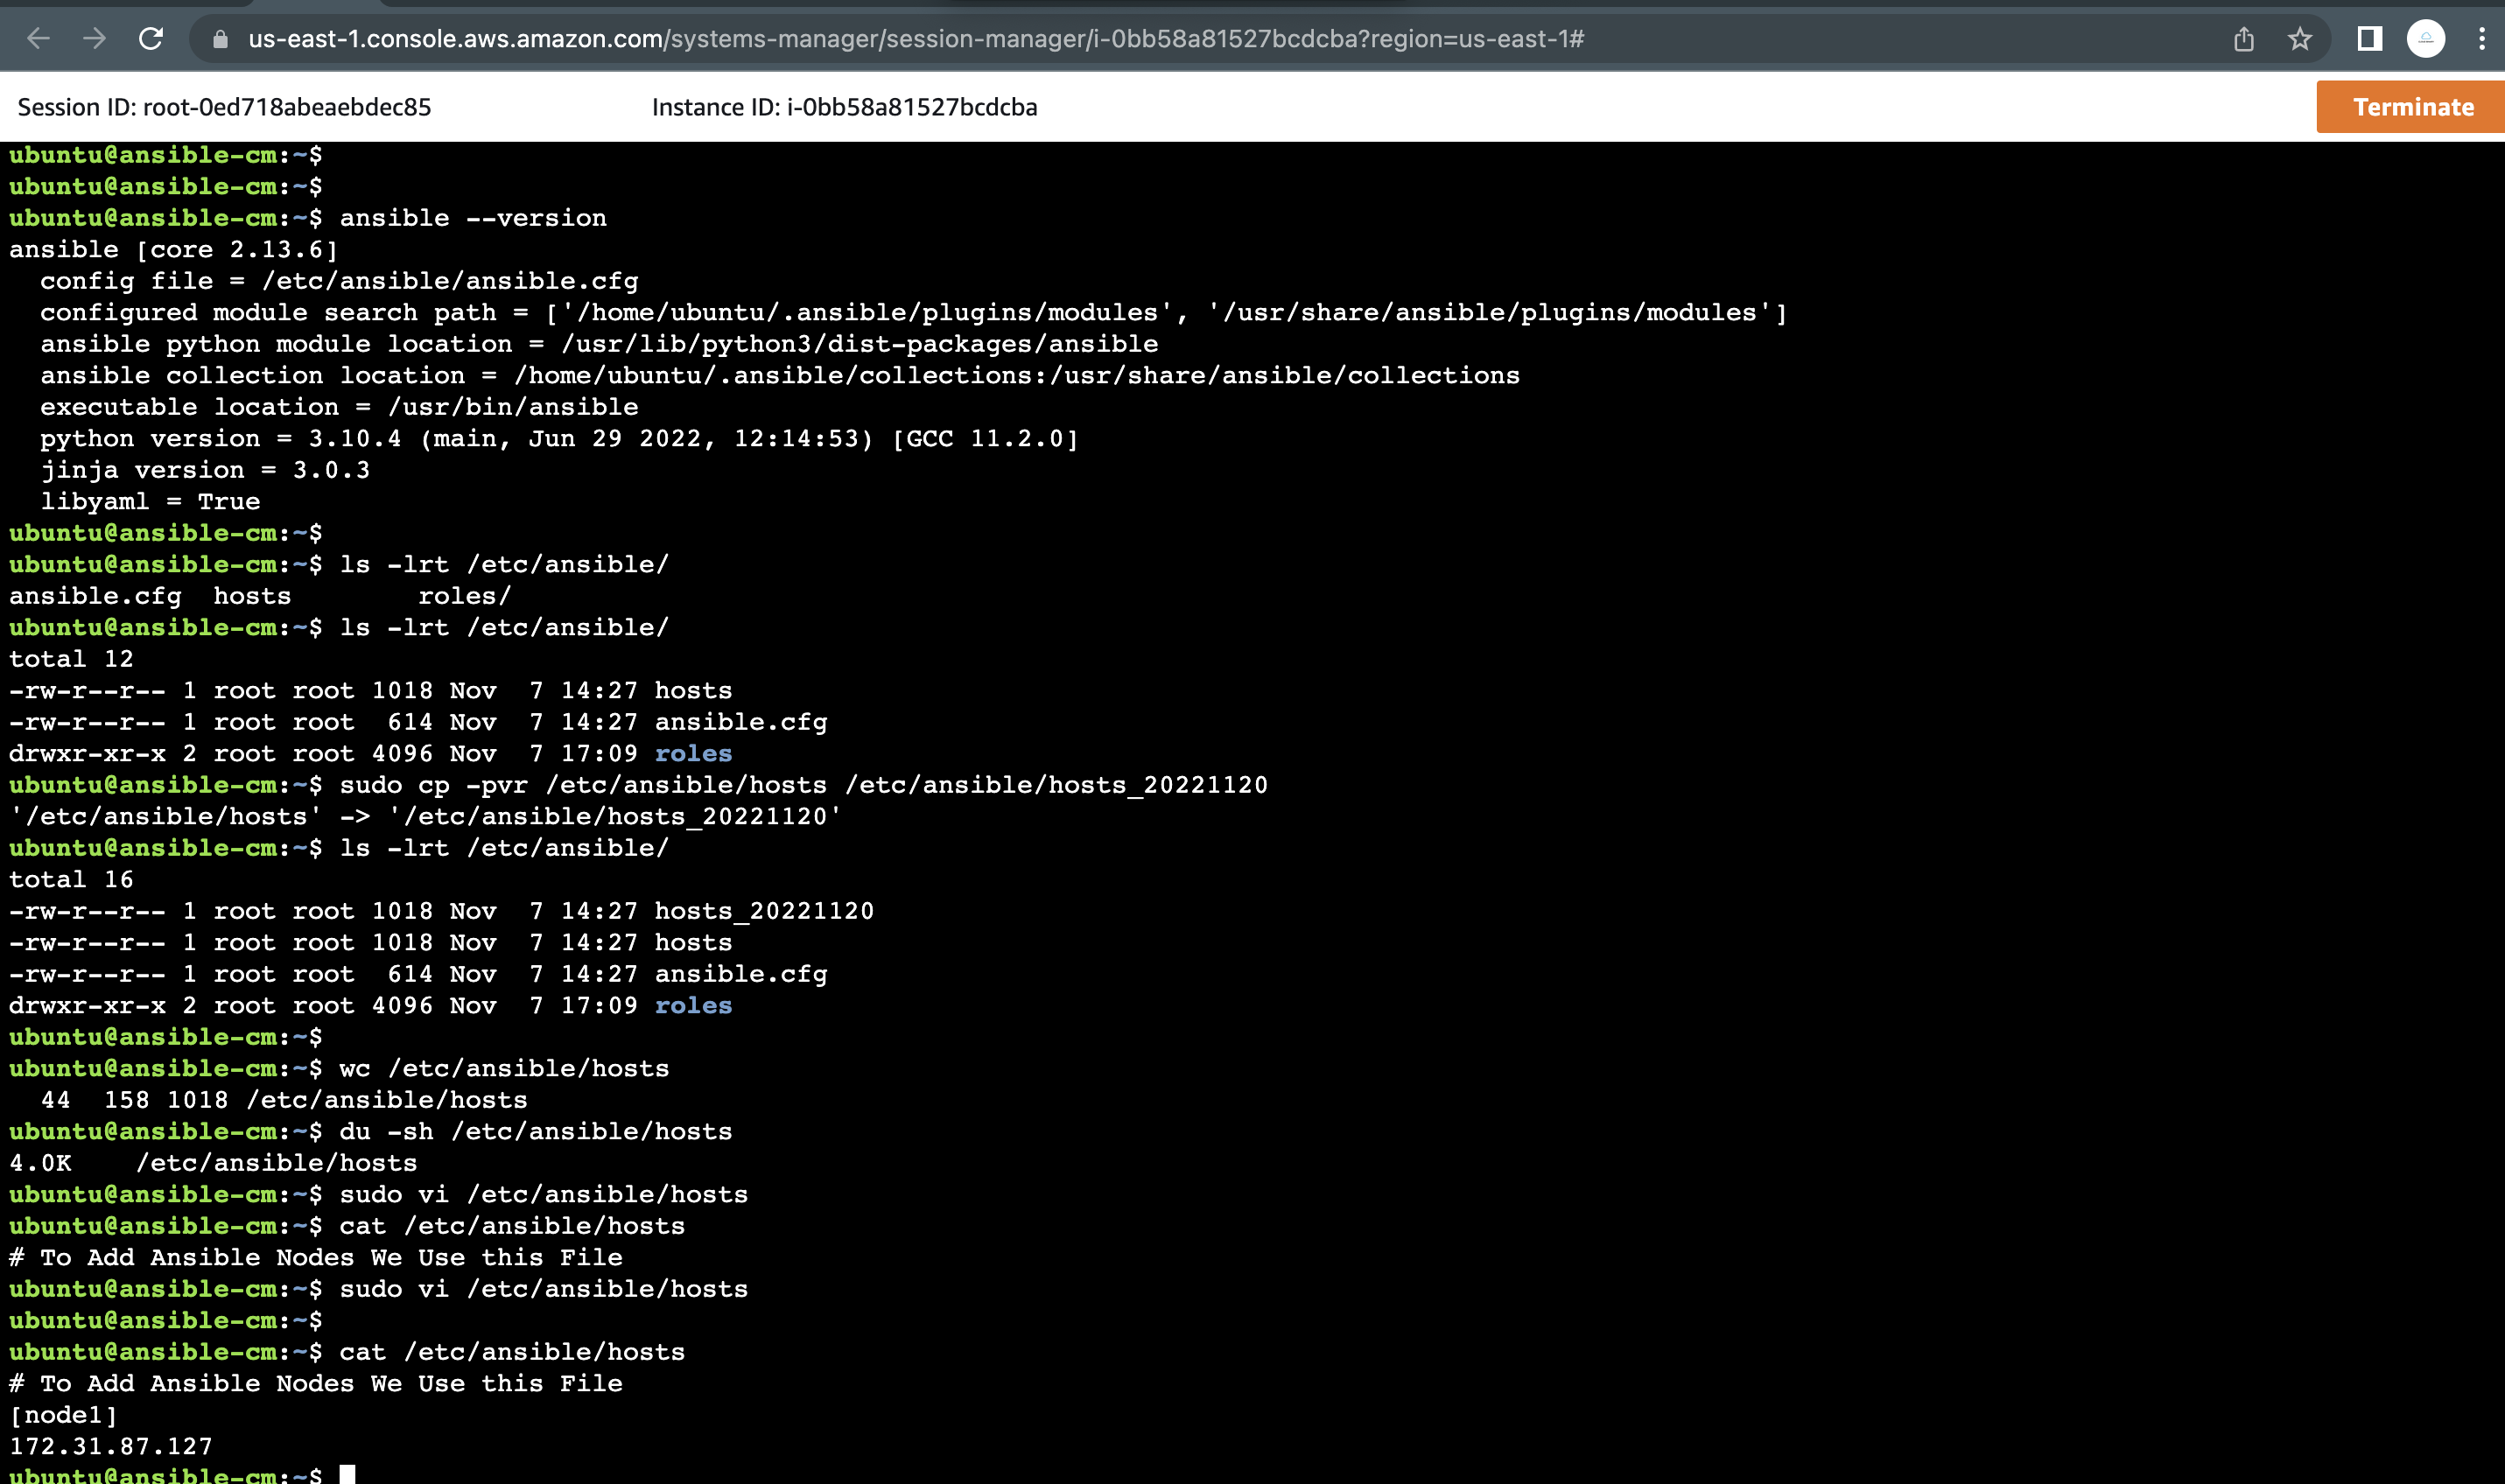 us-east-1.console.aws.amazon.com/systems-manager/session-manager/i-0bb58a81527bcdcba?region=us-east-1#
Session ID: root-0ed718abeaebdec85 Instance ID: i-0bb58a81527bcdcba Terminate
ubuntu@ansible-cm:~$
ubuntu@ansible-cm:~$
ubuntu@ansible-cm:~$ ansible --version
ansible [core 2.13.6]
  config file = /etc/ansible/ansible.cfg
  configured module search path = ['/home/ubuntu/.ansible/plugins/modules', '/usr/share/ansible/plugins/modules']
  ansible python module location = /usr/lib/python3/dist-packages/ansible
  ansible collection location = /home/ubuntu/.ansible/collections:/usr/share/ansible/collections
  executable location = /usr/bin/ansible
  python version = 3.10.4 (main, Jun 29 2022, 12:14:53) [GCC 11.2.0]
  jinja version = 3.0.3
  libyaml = True
ubuntu@ansible-cm:~$
ubuntu@ansible-cm:~$ ls -lrt /etc/ansible/
ansible.cfg  hosts        roles/
ubuntu@ansible-cm:~$ ls -lrt /etc/ansible/
total 12
-rw-r--r-- 1 root root 1018 Nov  7 14:27 hosts
-rw-r--r-- 1 root root  614 Nov  7 14:27 ansible.cfg
drwxr-xr-x 2 root root 4096 Nov  7 17:09 roles
ubuntu@ansible-cm:~$ sudo cp -pvr /etc/ansible/hosts /etc/ansible/hosts_20221120
'/etc/ansible/hosts' -> '/etc/ansible/hosts_20221120'
ubuntu@ansible-cm:~$ ls -lrt /etc/ansible/
total 16
-rw-r--r-- 1 root root 1018 Nov  7 14:27 hosts_20221120
-rw-r--r-- 1 root root 1018 Nov  7 14:27 hosts
-rw-r--r-- 1 root root  614 Nov  7 14:27 ansible.cfg
drwxr-xr-x 2 root root 4096 Nov  7 17:09 roles
ubuntu@ansible-cm:~$
ubuntu@ansible-cm:~$ wc /etc/ansible/hosts
  44  158 1018 /etc/ansible/hosts
ubuntu@ansible-cm:~$ du -sh /etc/ansible/hosts
4.0K    /etc/ansible/hosts
ubuntu@ansible-cm:~$ sudo vi /etc/ansible/hosts
ubuntu@ansible-cm:~$ cat /etc/ansible/hosts
# To Add Ansible Nodes We Use this File
ubuntu@ansible-cm:~$ sudo vi /etc/ansible/hosts
ubuntu@ansible-cm:~$
ubuntu@ansible-cm:~$ cat /etc/ansible/hosts
# To Add Ansible Nodes We Use this File
[node1]
172.31.87.127
ubuntu@ansible-cm:~$